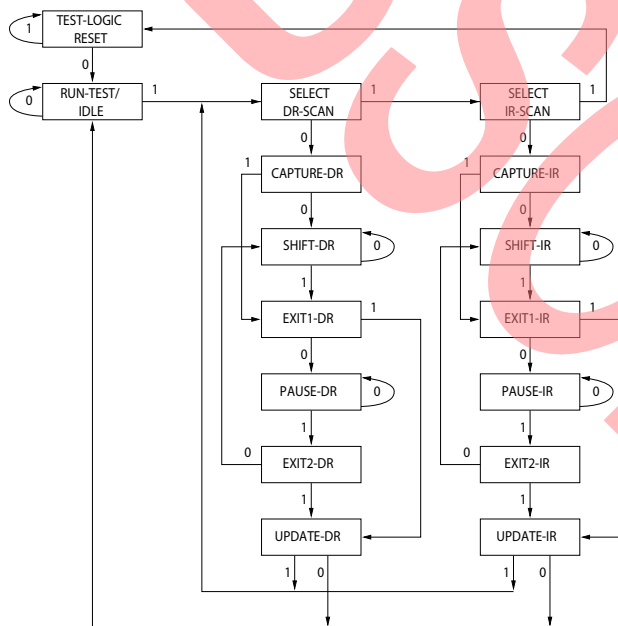 TEST-LOGIC
RESET
1
0
RUN-TEST/
IDLE
0
1
SELECT
DR-SCAN
1
SELECT
IR-SCAN
1
0
0
1
CAPTURE-DR
1
CAPTURE-IR
0
0
SHIFT-DR
0
SHIFT-IR
0
1
1
EXIT1-DR
1
EXIT1-IR
1
0
0
PAUSE-DR
0
PAUSE-IR
0
1
1
0
EXIT2-DR
0
EXIT2-IR
1
1
UPDATE-DR
UPDATE-IR
1
0
1
0